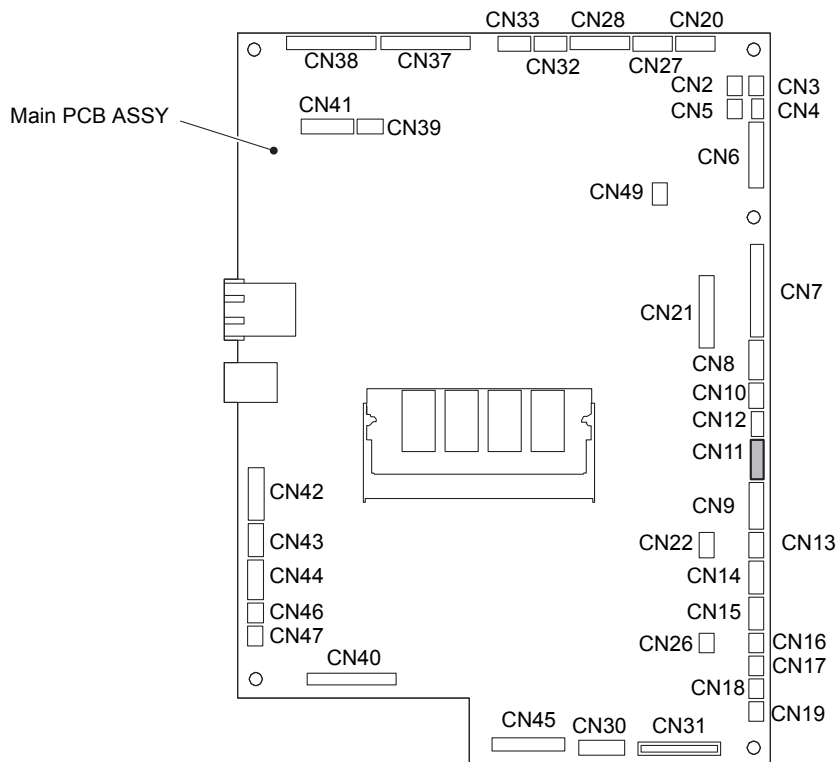 CN33 CN28 CN20
CN38 CN37 CN32 CN27
CN2 CN3
CN41 CN5 CN4
Main PCB ASSY CN39
CN6
CN49
CN7
CN21
CN8
CN10
CN12
CN11
CN42 CN9
CN43 CN22 CN13
CN44 CN14
CN46 CN15
CN47 CN26 CN16
CN40 CN17
CN18
CN45 CN30 CN31 CN19